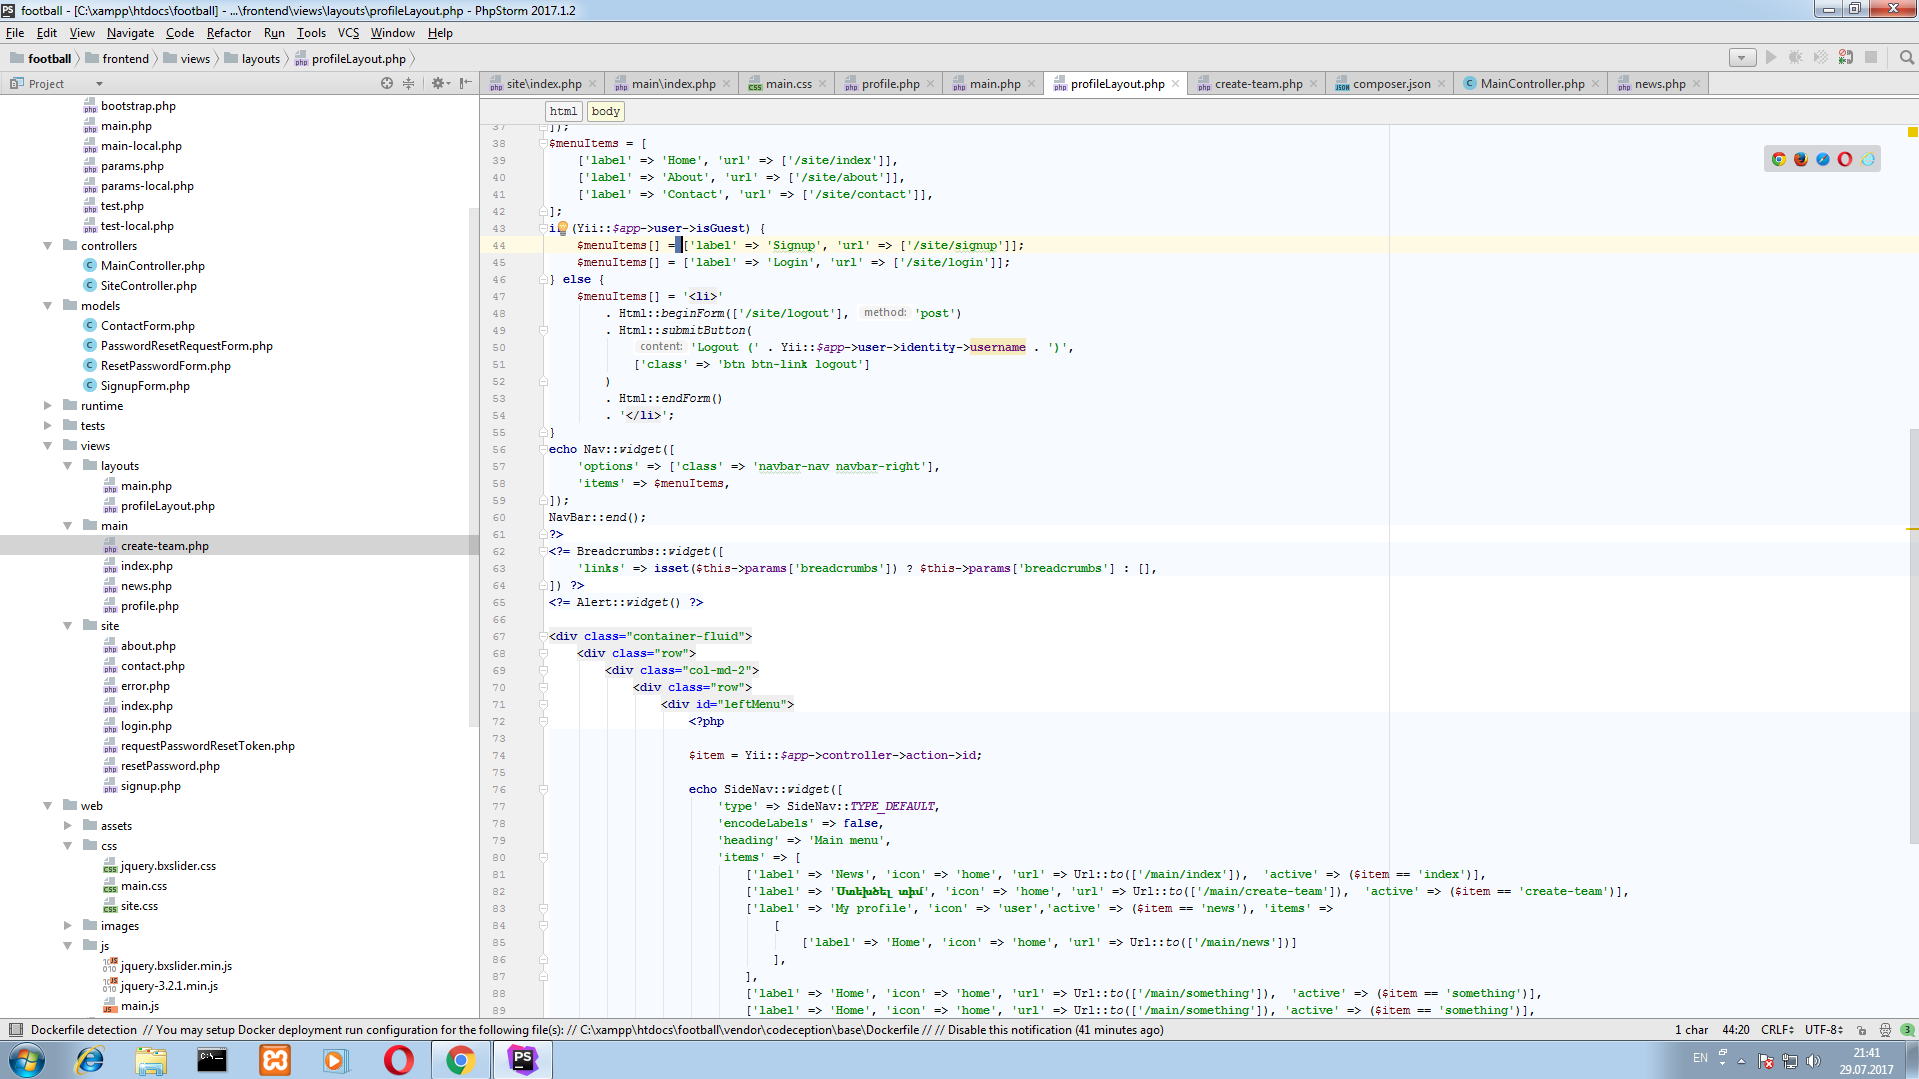 football - [C:\xampp\htdocs\football] - ...\frontend\views\layouts\profileLayout.php - PhpStorm 2017.1.2
File Edit View Navigate Code Refactor Run Tools VCS Window Help
football frontend views layouts profileLayout.php
Project
site\index.php main\index.php main.css profile.php main.php profileLayout.php create-team.php composer.json MainController.php news.php
html body
bootstrap.php
main.php
main-local.php
params.php
params-local.php
test.php
test-local.php
controllers
MainController.php
SiteController.php
models
ContactForm.php
PasswordResetRequestForm.php
ResetPasswordForm.php
SignupForm.php
runtime
tests
views
layouts
main.php
profileLayout.php
main
create-team.php
index.php
news.php
profile.php
site
about.php
contact.php
error.php
index.php
login.php
requestPasswordResetToken.php
resetPassword.php
signup.php
web
assets
css
jquery.bxslider.css
main.css
site.css
images
js
jquery.bxslider.min.js
jquery-3.2.1.min.js
main.js
37 ]);
38 $menuItems = [
39 ['label' => 'Home', 'url' => ['/site/index']],
40 ['label' => 'About', 'url' => ['/site/about']],
41 ['label' => 'Contact', 'url' => ['/site/contact']],
42 ];
43 i (Yii::$app->user->isGuest) {
44 $menuItems[] = ['label' => 'Signup', 'url' => ['/site/signup']];
45 $menuItems[] = ['label' => 'Login', 'url' => ['/site/login']];
46 } else {
47 $menuItems[] = '<li>'
48 . Html::beginForm(['/site/logout'], method: 'post')
49 . Html::submitButton(
50 content: 'Logout (' . Yii::$app->user->identity->username . ')',
51 ['class' => 'btn btn-link logout']
52 )
53 . Html::endForm()
54 . '</li>';
55 }
56 echo Nav::widget([
57 'options' => ['class' => 'navbar-nav navbar-right'],
58 'items' => $menuItems,
59 ]);
60 NavBar::end();
61 ?>
62 <?= Breadcrumbs::widget([
63 'links' => isset($this->params['breadcrumbs']) ? $this->params['breadcrumbs'] : [],
64 ]) ?>
65 <?= Alert::widget() ?>
66
67 <div class="container-fluid">
68 <div class="row">
69 <div class="col-md-2">
70 <div class="row">
71 <div id="leftMenu">
72 <?php
73
74 $item = Yii::$app->controller->action->id;
75
76 echo SideNav::widget([
77 'type' => SideNav::TYPE_DEFAULT,
78 'encodeLabels' => false,
79 'heading' => 'Main menu',
80 'items' => [
81 ['label' => 'News', 'icon' => 'home', 'url' => Url::to(['/main/index']), 'active' => ($item == 'index')],
82 ['label' => 'Ստեխծել տիմ', 'icon' => 'home', 'url' => Url::to(['/main/create-team']), 'active' => ($item == 'create-team')],
83 ['label' => 'My profile', 'icon' => 'user','active' => ($item == 'news'), 'items' =>
84 [
85 ['label' => 'Home', 'icon' => 'home', 'url' => Url::to(['/main/news'])]
86 ],
87 ],
88 ['label' => 'Home', 'icon' => 'home', 'url' => Url::to(['/main/something']), 'active' => ($item == 'something')],
89 ['label' => 'Home', 'icon' => 'home', 'url' => Url::to(['/main/something']), 'active' => ($item == 'something')],
Dockerfile detection // You may setup Docker deployment run configuration for the following file(s): // C:\xampp\htdocs\football\vendor\codeception\base\Dockerfile // // Disable this notification (41 minutes ago)
1 char 44:20 CRLF UTF-8 3
EN 21:41
29.07.2017